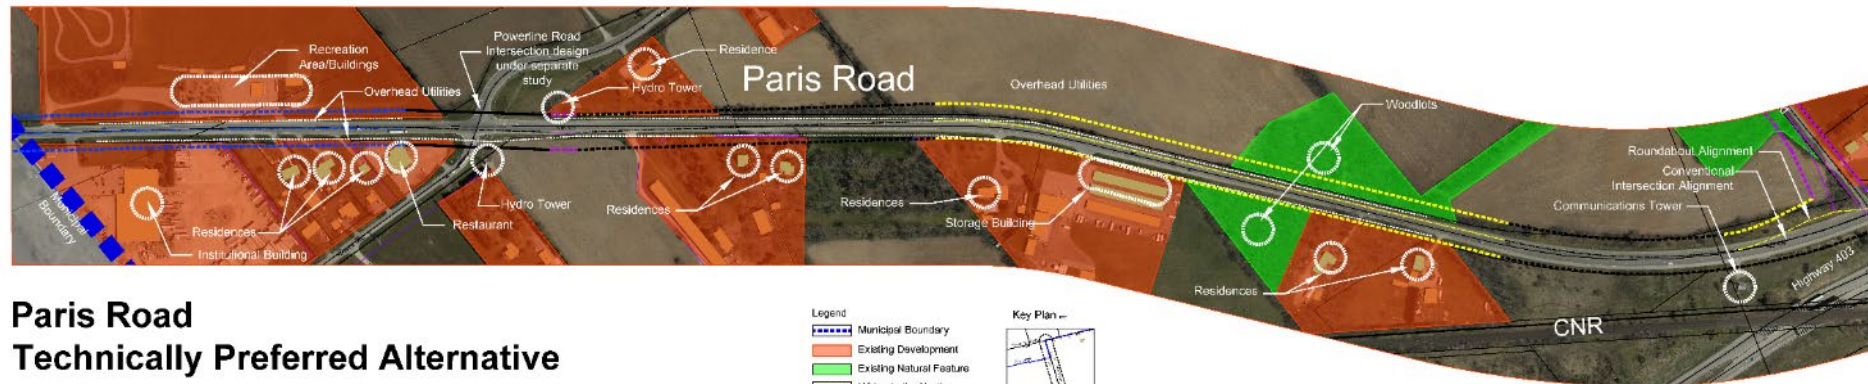 Recreation
Area/Buildings
Overhead Utilities
Powerline Road
Intersection design
under separate
study
Residence
Hydro Tower
Paris Road
Overhead Utilities
Woodlots
Roundabout Alignment
Conventional
Intersection Alignment
Communications Tower
Municipal
Boundary
Residences
Institutional Building
Restaurant
Hydro Tower
Residences
Residences
Storage Building
Residences
Highway 403
CNR
Paris Road
Technically Preferred Alternative
Legend
Municipal Boundary
Existing Development
Existing Natural Feature
Key Plan